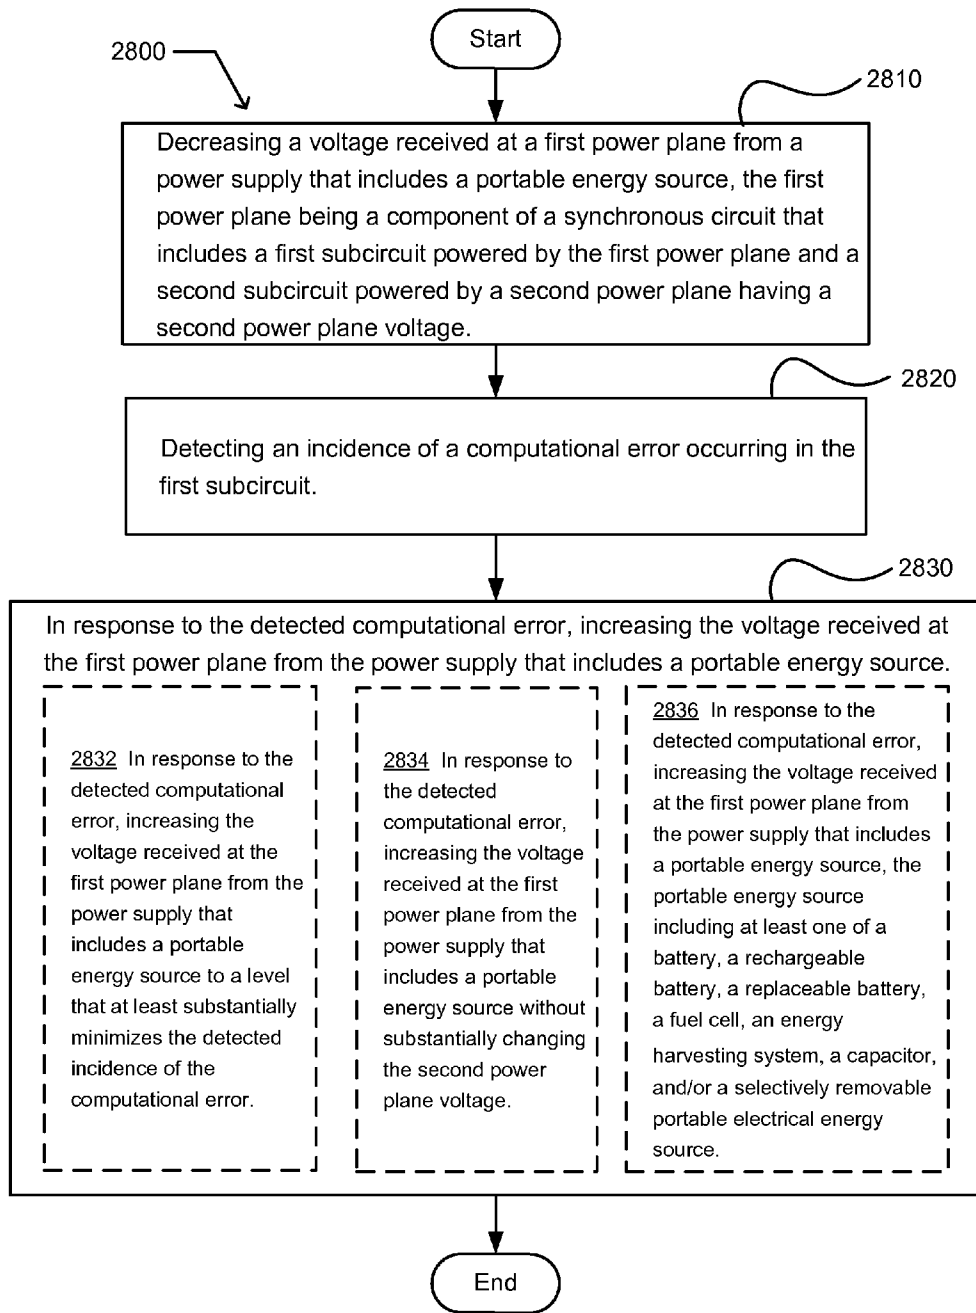 Start
2800
2810
Decreasing a voltage received at a first power plane from a
power supply that includes a portable energy source, the first
power plane being a component of a synchronous circuit that
includes a first subcircuit powered by the first power plane and a
second subcircuit powered by a second power plane having a
second power plane voltage.
2820
Detecting an incidence of a computational error occurring in the
first subcircuit.
2830
In response to the detected computational error, increasing the voltage received at
the first power plane from the power supply that includes a portable energy source.
2832 In response to the
detected computational
error, increasing the
voltage received at the
first power plane from the
power supply that
includes a portable
energy source to a level
that at least substantially
minimizes the detected
incidence of the
computational error.
2834 In response to
the detected
computational error,
increasing the voltage
received at the first
power plane from the
power supply that
includes a portable
energy source without
substantially changing
the second power
plane voltage.
2836 In response to the
detected computational error,
increasing the voltage received
at the first power plane from
the power supply that includes
a portable energy source, the
portable energy source
including at least one of a
battery, a rechargeable
battery, a replaceable battery,
a fuel cell, an energy
harvesting system, a capacitor,
and/or a selectively removable
portable electrical energy
source.
End